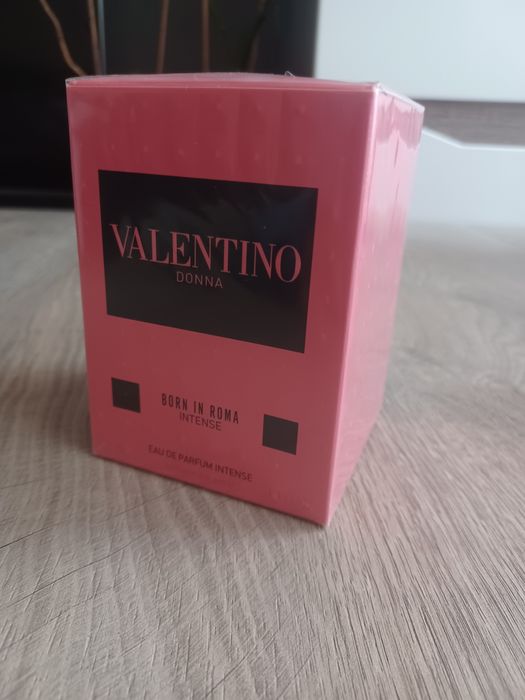 VALENTINO
DONNA
BORN IN ROMA
INTENSE
EAU DE PARFUM INTENSE